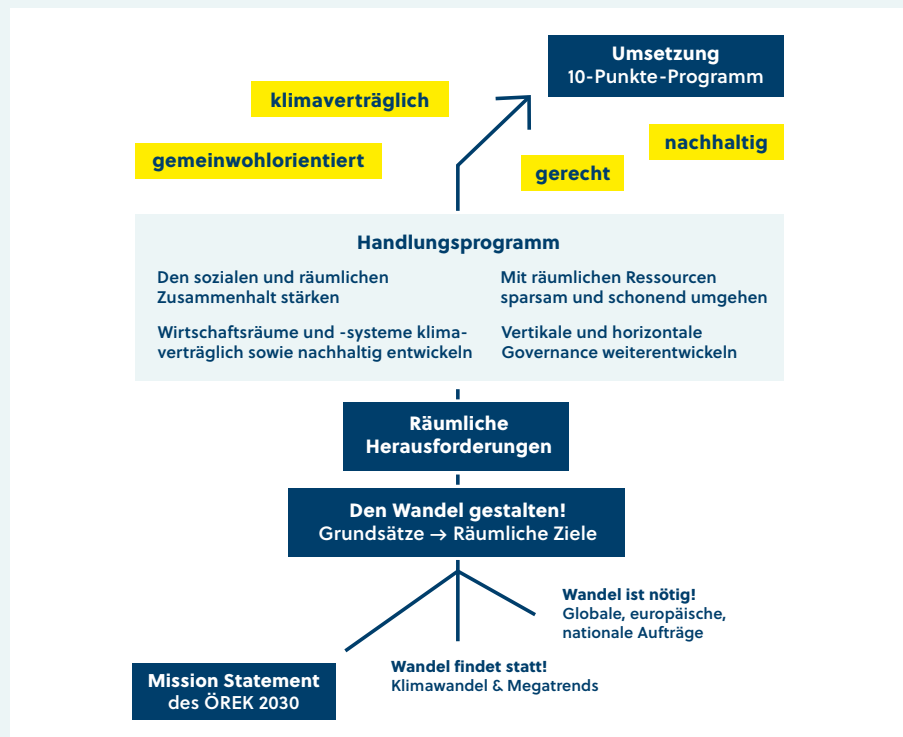 Umsetzung
10-Punkte-Programm
klimaverträglich
nachhaltig
gemeinwohlorientiert
gerecht
Handlungsprogramm
Den sozialen und räumlichen
Zusammenhalt stärken
Mit räumlichen Ressourcen
sparsam und schonend umgehen
Wirtschaftsräume und -systeme klima-
verträglich sowie nachhaltig entwickeln
Vertikale und horizontale
Governance weiterentwickeln
Räumliche
Herausforderungen
Den Wandel gestalten!
Grundsätze → Räumliche Ziele
Wandel ist nötig!
Globale, europäische,
nationale Aufträge
Wandel findet statt!
Klimawandel & Megatrends
Mission Statement
des ÖREK 2030